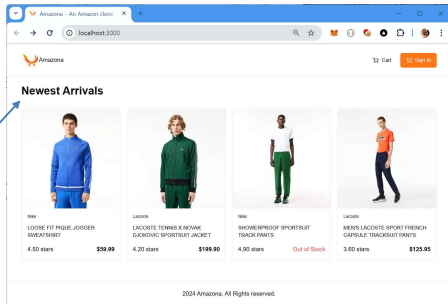 Amazona - An Amazon clone
localhost:3000
Amazona
Cart
Sign In
Newest Arrivals
Nike
LOOSE FIT PIQUE JOGGER
SWEATSHIRT
4.50 stars $59.99
Lacoste
LACOSTE TENNIS X NOVAK
DJOKOVIC SPORTSUIT JACKET
4.20 stars $199.90
Nike
SHOWERPROOF SPORTSUIT
TRACK PANTS
4.90 stars Out of Stock
Lacoste
MEN'S LACOSTE SPORT FRENCH
CAPSULE TRACKSUIT PANTS
3.60 stars $125.95
2024 Amazona. All Rights reserved.